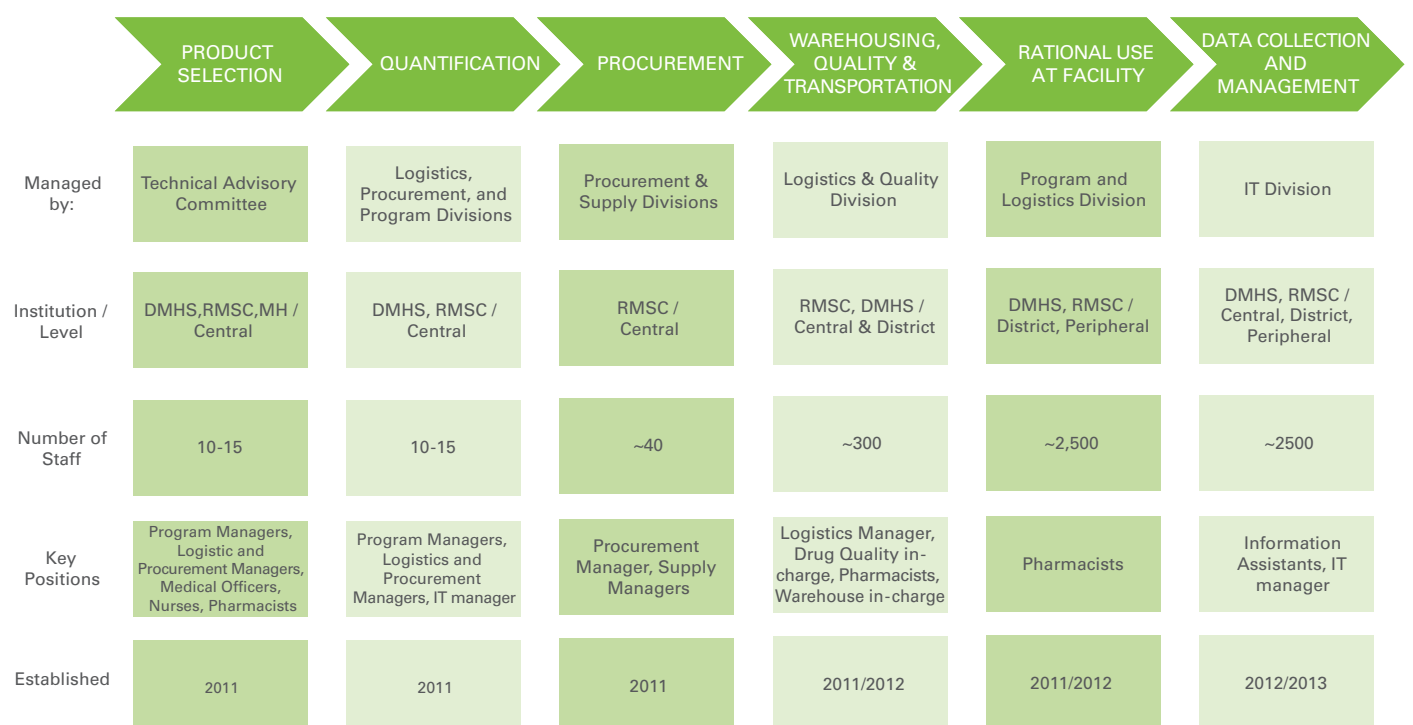 PRODUCT
SELECTION
QUANTIFICATION
PROCUREMENT
WAREHOUSING,
QUALITY &
TRANSPORTATION
RATIONAL USE
AT FACILITY
DATA COLLECTION
AND
MANAGEMENT
Managed
by:
Technical Advisory
Committee
Logistics,
Procurement, and
Program Divisions
Procurement &
Supply Divisions
Logistics & Quality
Division
Program and
Logistics Division
IT Division
Institution /
Level
DMHS,RMSC,MH /
Central
DMHS, RMSC /
Central
RMSC /
Central
RMSC, DMHS /
Central & District
DMHS, RMSC /
District, Peripheral
DMHS, RMSC /
Central, District,
Peripheral
Number of
Staff
10-15
10-15
~40
~300
~2,500
~2500
Key
Positions
Program Managers,
Logistic and
Procurement Managers,
Medical Officers,
Nurses, Pharmacists
Program Managers,
Logistics and
Procurement
Managers, IT manager
Procurement
Manager, Supply
Managers
Logistics Manager,
Drug Quality in-
charge, Pharmacists,
Warehouse in-charge
Pharmacists
Information
Assistants, IT
manager
Established
2011
2011
2011
2011/2012
2011/2012
2012/2013